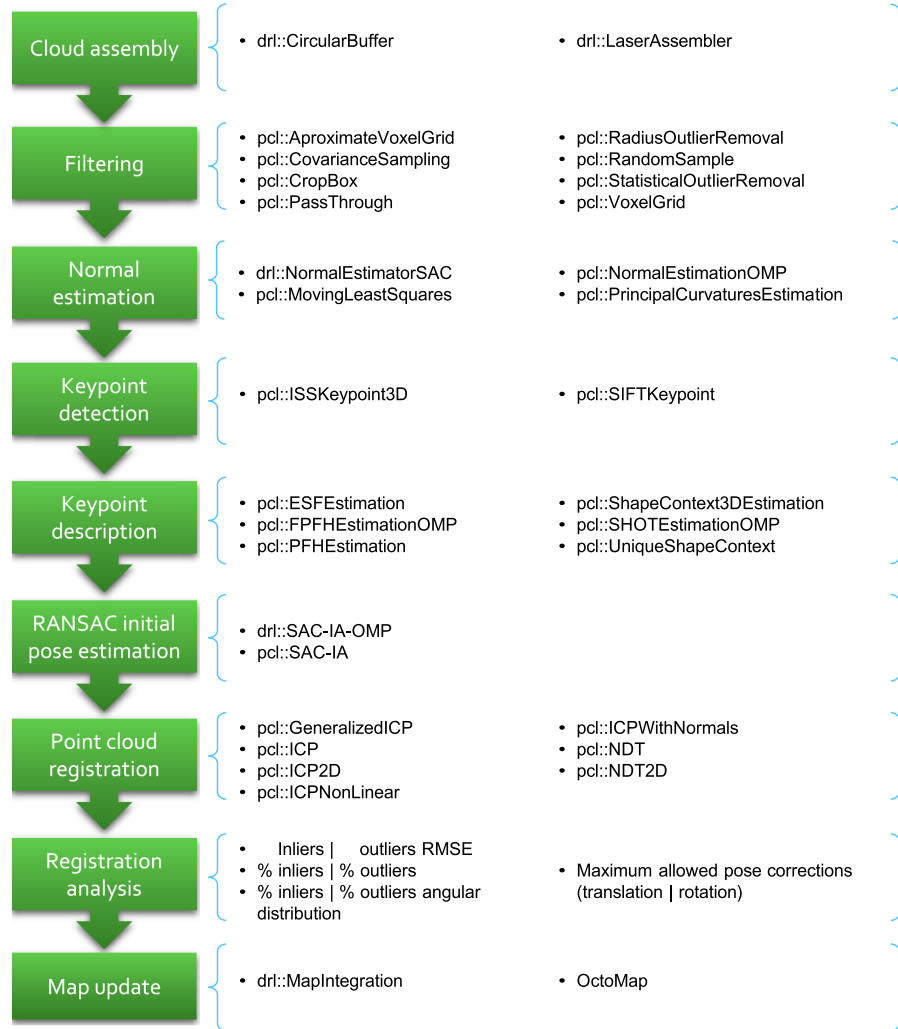 Cloud assembly
• drl::CircularBuffer
• drl::LaserAssembler
Filtering
• pcl::AproximateVoxelGrid
• pcl::CovarianceSampling
• pcl::CropBox
• pcl::PassThrough
• pcl::RadiusOutlierRemoval
• pcl::RandomSample
• pcl::StatisticalOutlierRemoval
• pcl::VoxelGrid
Normal
estimation
• drl::NormalEstimatorSAC
• pcl::MovingLeastSquares
• pcl::NormalEstimationOMP
• pcl::PrincipalCurvaturesEstimation
Keypoint
detection
• pcl::ISSKeypoint3D
• pcl::SIFTKeypoint
Keypoint
description
• pcl::ESFEstimation
• pcl::FPFHEstimationOMP
• pcl::PFHEstimation
• pcl::ShapeContext3DEstimation
• pcl::SHOTEstimationOMP
• pcl::UniqueShapeContext
RANSAC initial
pose estimation
• drl::SAC-IA-OMP
• pcl::SAC-IA
Point cloud
registration
• pcl::GeneralizedICP
• pcl::ICP
• pcl::ICP2D
• pcl::ICPNonLinear
• pcl::ICPWithNormals
• pcl::NDT
• pcl::NDT2D
Registration
analysis
• Inliers | outliers RMSE
• % inliers | % outliers
• % inliers | % outliers angular
distribution
• Maximum allowed pose corrections
(translation | rotation)
Map update
• drl::MapIntegration
• OctoMap